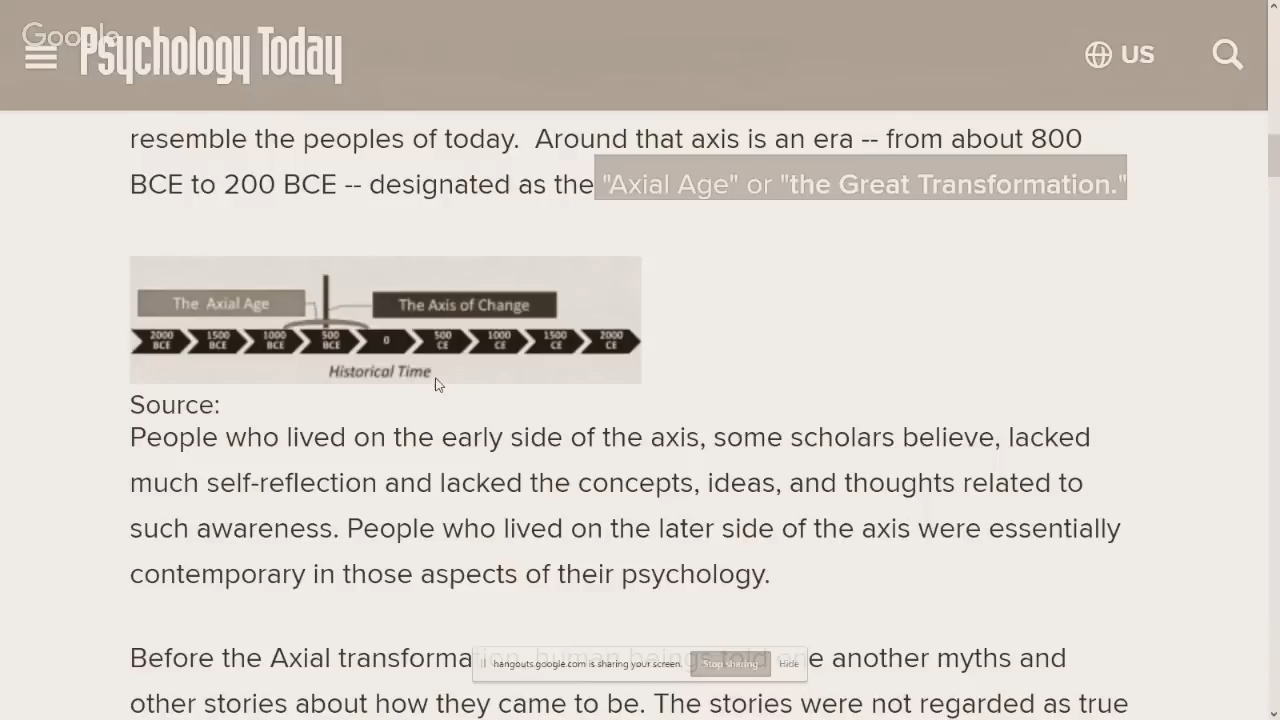 Google
Psychology Today
US
resemble the peoples of today. Around that axis is an era -- from about 800
BCE to 200 BCE -- designated as the "Axial Age" or "the Great Transformation."
The Axial Age
The Axis of Change
2000 BCE
1500 BCE
1000 BCE
500 BCE
0
500 CE
1000 CE
1500 CE
2000 CE
Historical Time
Source:
People who lived on the early side of the axis, some scholars believe, lacked
much self-reflection and lacked the concepts, ideas, and thoughts related to
such awareness. People who lived on the later side of the axis were essentially
contemporary in those aspects of their psychology.
Before the Axial transformation, human beings told one another myths and
hangouts.google.com is sharing your screen.
Stop sharing
Hide
other stories about how they came to be. The stories were not regarded as true